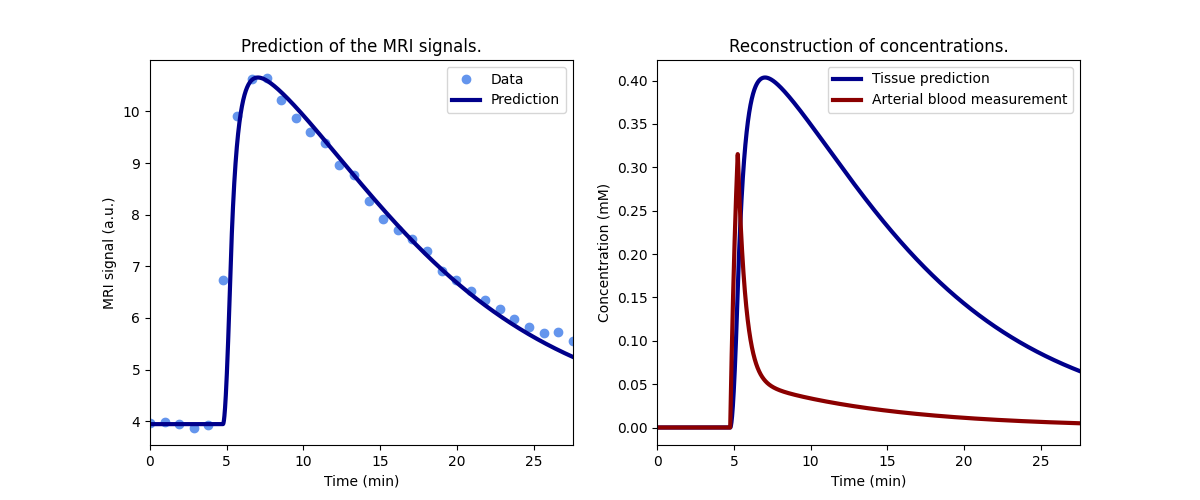 Prediction of the MRI signals.
MRI signal (a.u.)
10
9
8
7
6
5
4
Data
Prediction
0
5
10
15
20
25
Time (min)
Reconstruction of concentrations.
Concentration (mM)
0.40
0.35
0.30
0.25
0.20
0.15
0.10
0.05
0.00
Tissue prediction
Arterial blood measurement
0
5
10
15
20
25
Time (min)